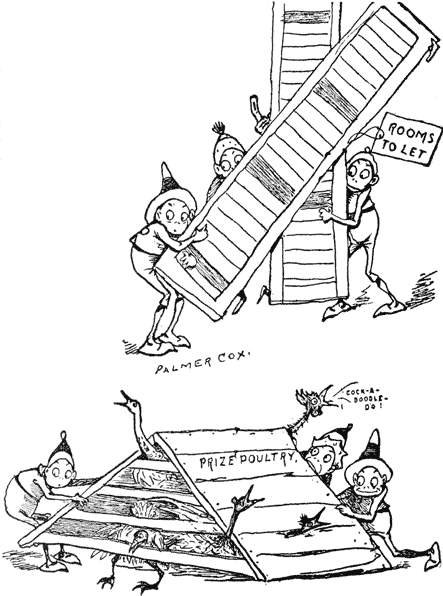 ROOMS
TO LET
PALMER COX.
COCK-A-
DOODLE-
DO!
PRIZE POULTRY